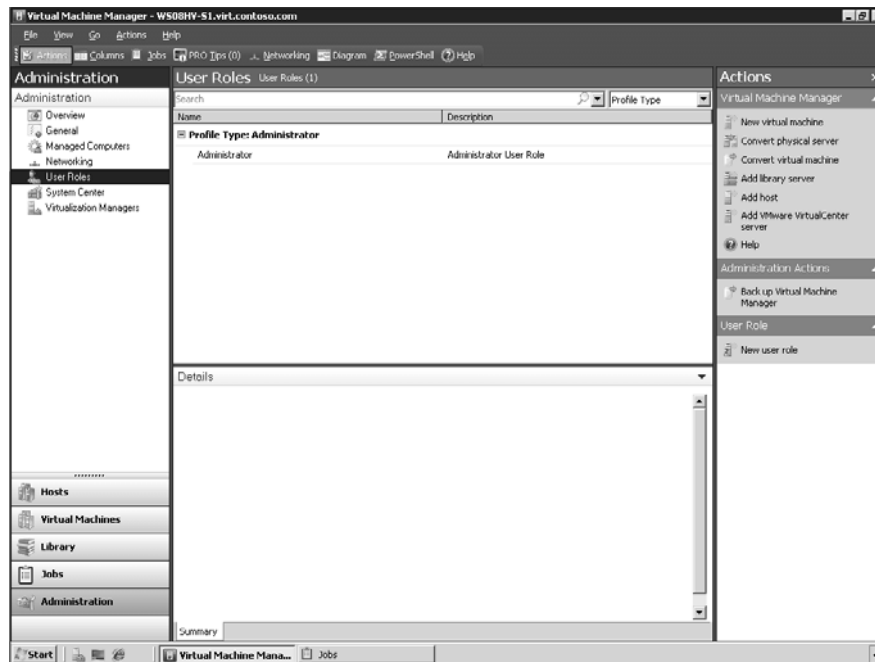 Virtual Machine Manager - WS08HV-S1.virt.contoso.com
File View Go Actions Help
Actions Columns Jobs PRO Tips (0) Networking Diagram PowerShell Help
Administration
Administration
Overview
General
Managed Computers
Networking
User Roles
System Center
Virtualization Managers
Hosts
Virtual Machines
Library
Jobs
Administration
User Roles User Roles (1)
Search
Profile Type
Name Description
Profile Type: Administrator
Administrator Administrator User Role
Details
Summary
Actions
Virtual Machine Manager
New virtual machine
Convert physical server
Convert virtual machine
Add library server
Add host
Add VMware VirtualCenter
server
Help
Administration Actions
Back up Virtual Machine
Manager
User Role
New user role
Start Virtual Machine Mana... Jobs